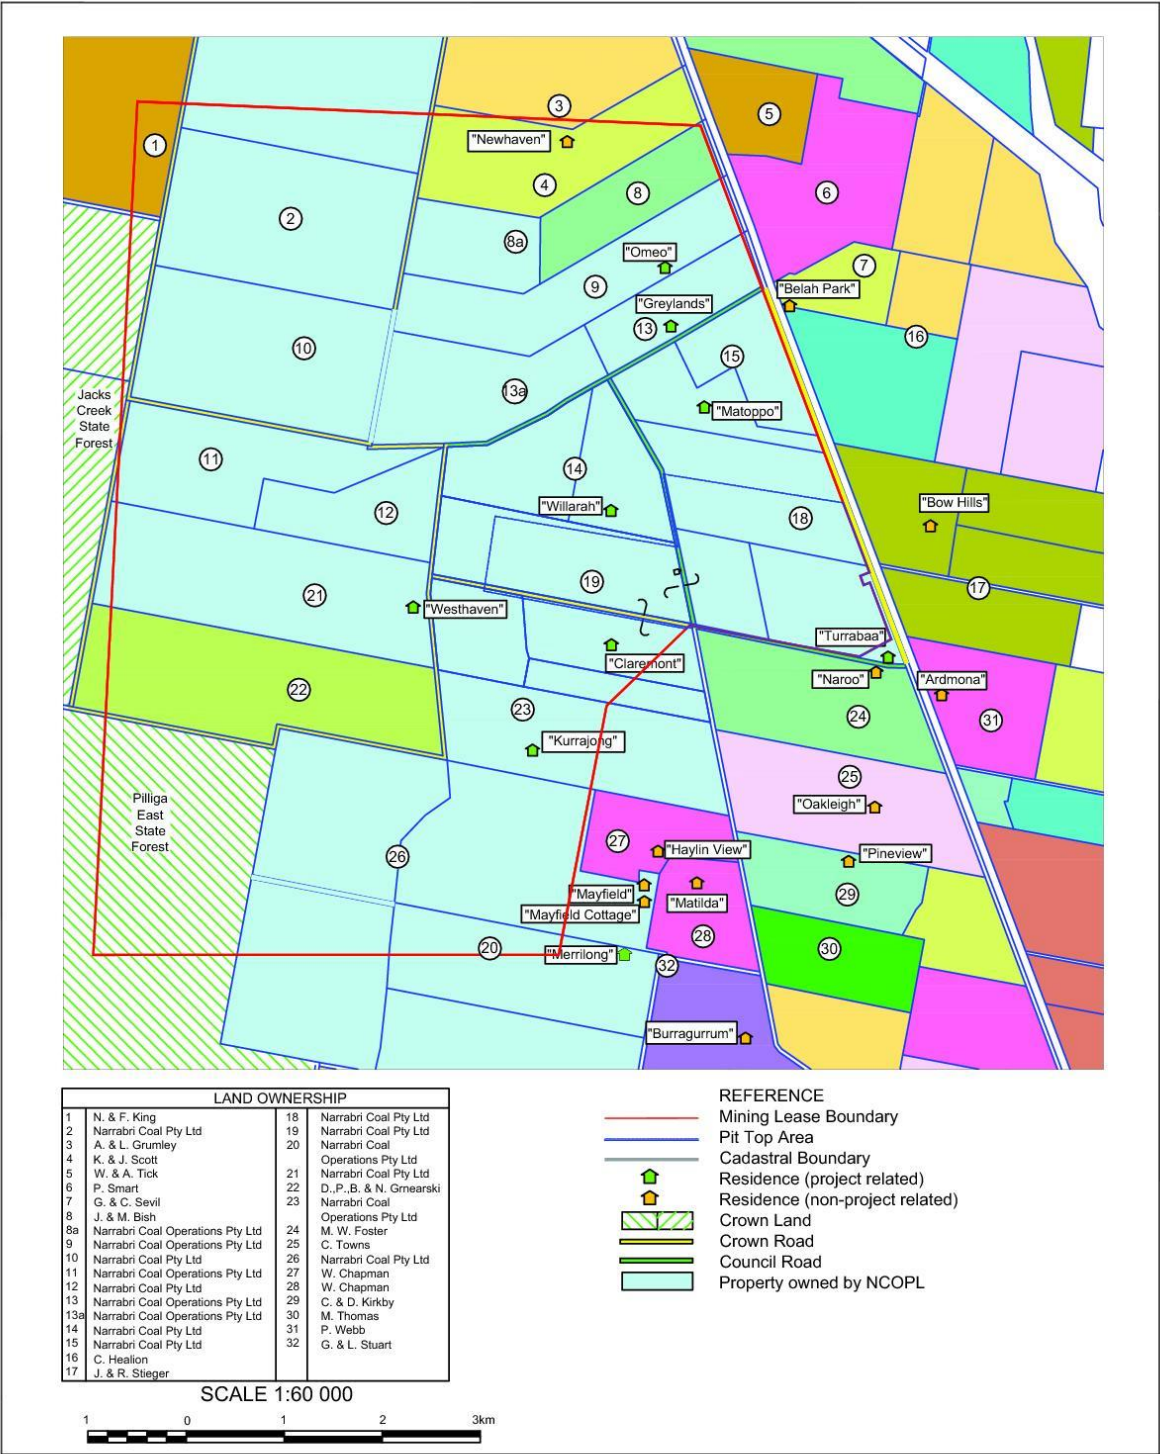 3
5
"Newhaven"
1
4
8
6
2
8a
"Omeo"
7
9
"Belah Park"
"Greylands"
13
16
10
15
13a
Jacks
Creek
State
Forest
"Matoppo"
11
14
"Willarah"
"Bow Hills"
12
18
19
17
21
"Westhaven"
"Turrabaa"
"Claremont"
"Naroo"
"Ardmona"
22
23
24
31
"Kurrajong"
25
"Oakleigh"
Pilliga
East
State
Forest
27
"Haylin View"
"Pineview"
26
"Mayfield"
"Matilda"
29
"Mayfield Cottage"
28
30
20
"Merrilong"
32
"Burragurrum"
LAND OWNERSHIP
1 N. & F. King
2 Narrabri Coal Pty Ltd
3 A. & L. Grumley
4 K. & J. Scott
5 W. & A. Tick
6 P. Smart
7 G. & C. Sevil
8 J. & M. Bish
8a Narrabri Coal Operations Pty Ltd
9 Narrabri Coal Operations Pty Ltd
10 Narrabri Coal Pty Ltd
11 Narrabri Coal Operations Pty Ltd
12 Narrabri Coal Pty Ltd
13 Narrabri Coal Operations Pty Ltd
13a Narrabri Coal Operations Pty Ltd
14 Narrabri Coal Pty Ltd
15 Narrabri Coal Pty Ltd
16 C. Healion
17 J. & R. Stieger
18 Narrabri Coal Pty Ltd
19 Narrabri Coal Pty Ltd
20 Narrabri Coal
Operations Pty Ltd
21 Narrabri Coal Pty Ltd
22 D.,P.,B. & N. Grnearski
23 Narrabri Coal
Operations Pty Ltd
24 M. W. Foster
25 C. Towns
26 Narrabri Coal Pty Ltd
27 W. Chapman
28 W. Chapman
29 C. & D. Kirkby
30 M. Thomas
31 P. Webb
32 G. & L. Stuart
REFERENCE
Mining Lease Boundary
Pit Top Area
Cadastral Boundary
Residence (project related)
Residence (non-project related)
Crown Land
Crown Road
Council Road
Property owned by NCOPL
SCALE 1:60 000
1 0 1 2 3km